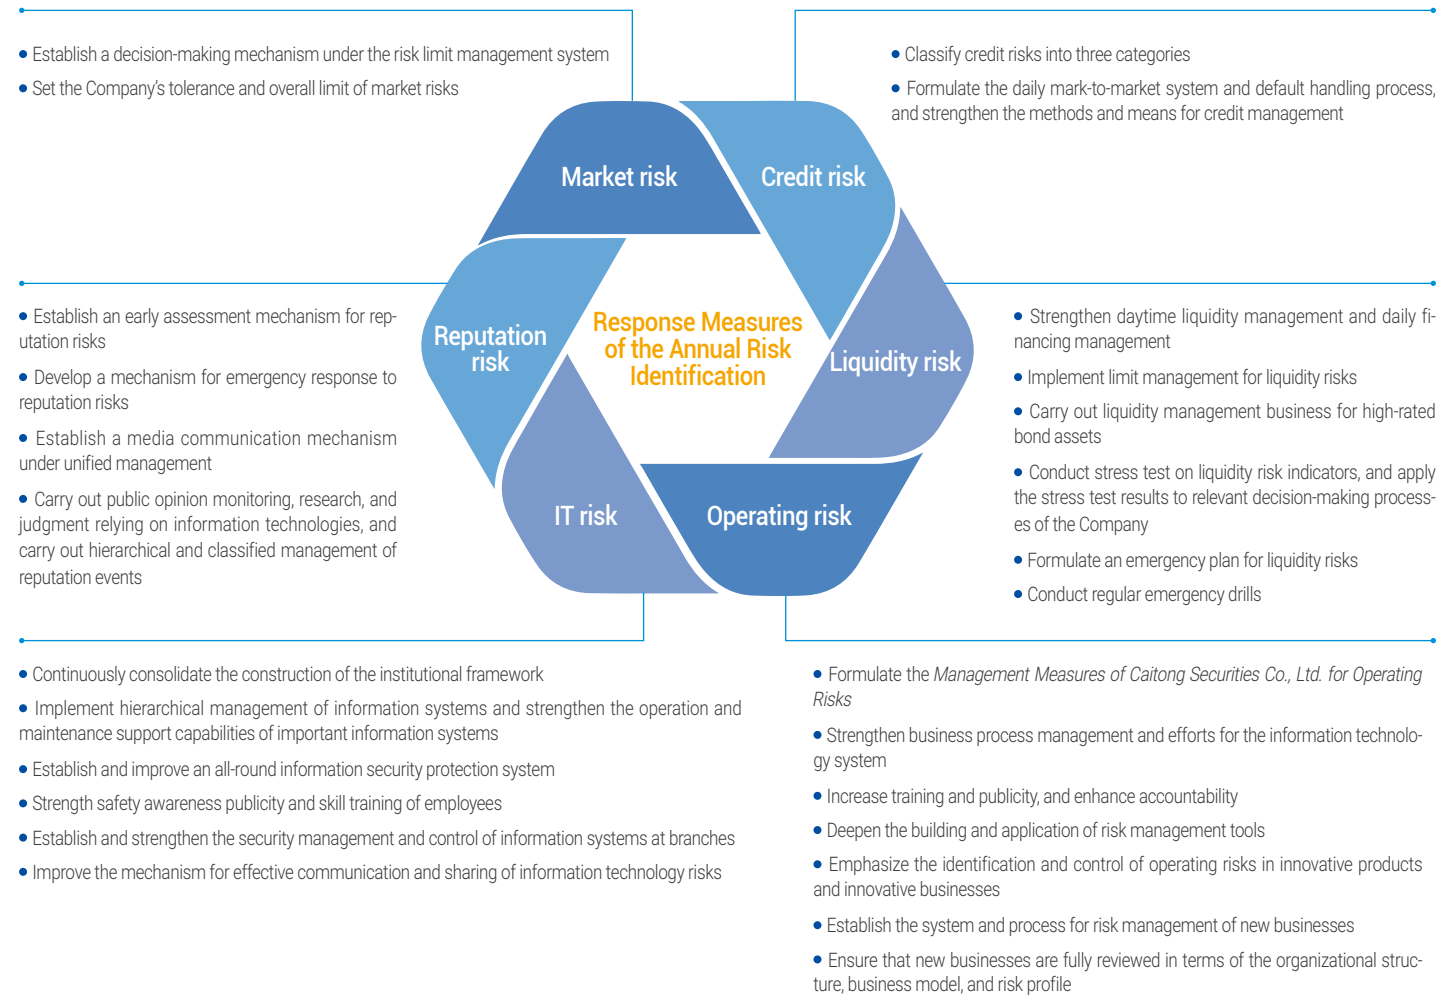 • Establish a decision-making mechanism under the risk limit management system
• Set the Company's tolerance and overall limit of market risks
• Classify credit risks into three categories
• Formulate the daily mark-to-market system and default handling process,
and strengthen the methods and means for credit management
Market risk
Credit risk
• Establish an early assessment mechanism for rep-
utation risks
• Develop a mechanism for emergency response to
reputation risks
• Establish a media communication mechanism
under unified management
• Carry out public opinion monitoring, research, and
judgment relying on information technologies, and
carry out hierarchical and classified management of
reputation events
Reputation
risk
Response Measures
of the Annual Risk
Identification
Liquidity risk
• Strengthen daytime liquidity management and daily fi-
nancing management
• Implement limit management for liquidity risks
• Carry out liquidity management business for high-rated
bond assets
• Conduct stress test on liquidity risk indicators, and apply
the stress test results to relevant decision-making process-
es of the Company
• Formulate an emergency plan for liquidity risks
• Conduct regular emergency drills
IT risk
Operating risk
• Continuously consolidate the construction of the institutional framework
• Implement hierarchical management of information systems and strengthen the operation and
maintenance support capabilities of important information systems
• Establish and improve an all-round information security protection system
• Strength safety awareness publicity and skill training of employees
• Establish and strengthen the security management and control of information systems at branches
• Improve the mechanism for effective communication and sharing of information technology risks
• Formulate the Management Measures of Caitong Securities Co., Ltd. for Operating
Risks
• Strengthen business process management and efforts for the information technolo-
gy system
• Increase training and publicity, and enhance accountability
• Deepen the building and application of risk management tools
• Emphasize the identification and control of operating risks in innovative products
and innovative businesses
• Establish the system and process for risk management of new businesses
• Ensure that new businesses are fully reviewed in terms of the organizational struc-
ture, business model, and risk profile